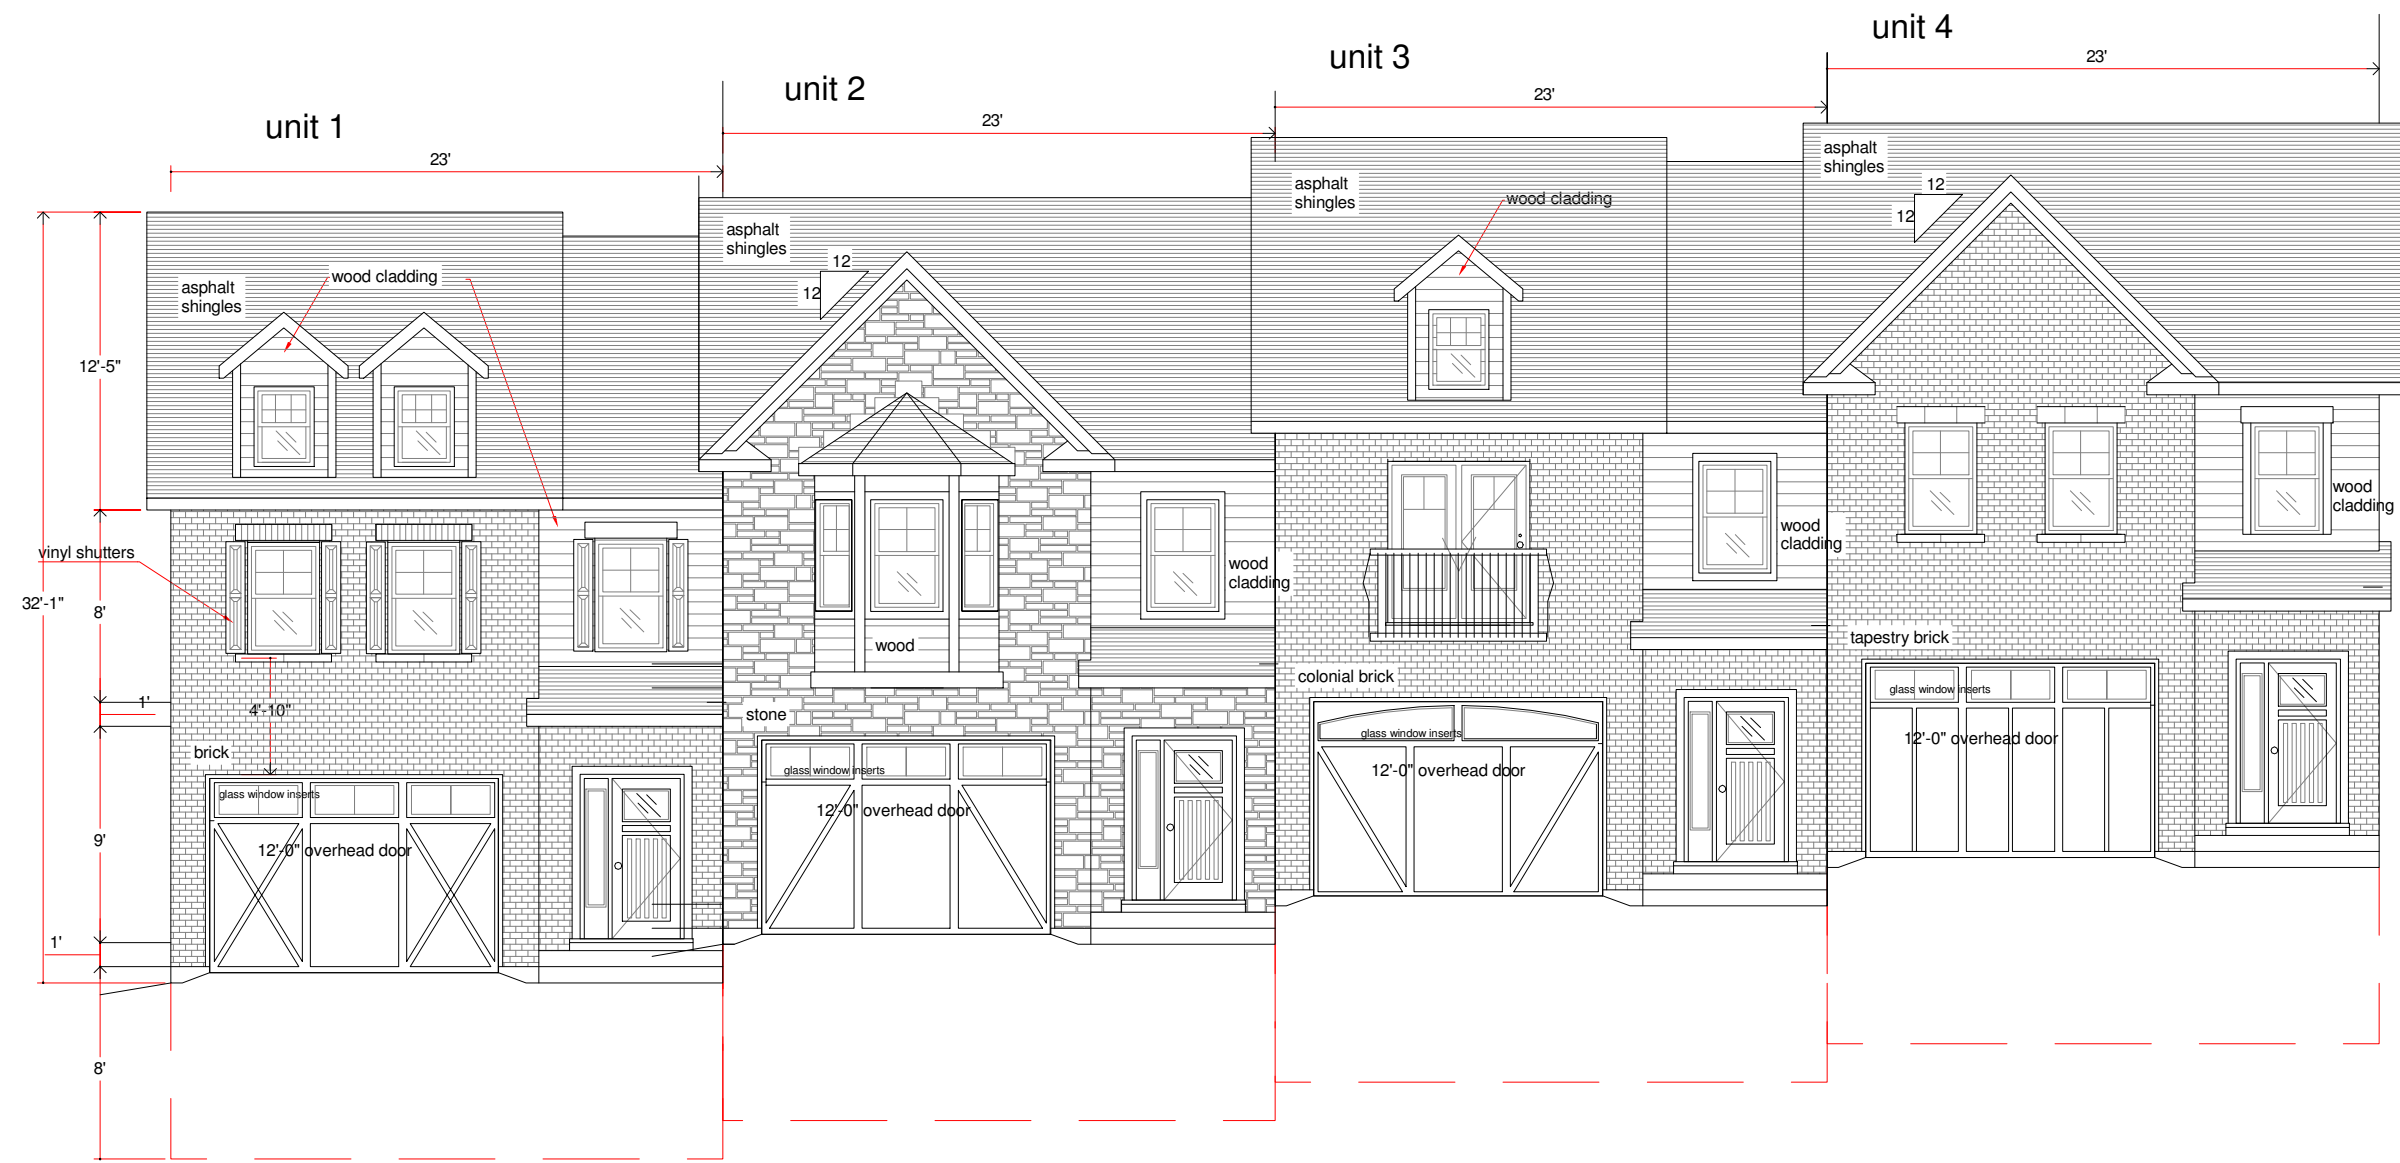 unit 4
23'
unit 3
23'
unit 2
23'
unit 1
23'
asphalt
shingles
12
12
asphalt
shingles
wood cladding
asphalt
shingles
12
12
asphalt
shingles
wood cladding
12'-5"
wood
cladding
wood
cladding
vinyl shutters
wood
cladding
32'-1"
8'
wood
tapestry brick
colonial brick
glass window inserts
1'
4'-10"
stone
glass window inserts
12'-0" overhead door
brick
glass window inserts
12'-0" overhead door
glass window inserts
12'-0" overhead door
9'
12'-0" overhead door
1'
8'